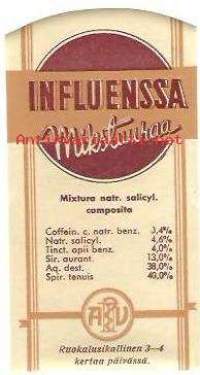 INFLUENSSA
Mikstuuraa
Mixtura natr. salicyl.
composita
Coffein. c. natr. benz. 3,4%
Natr. salicyl. 4,6%
Tinct. opii benz. 4,0%
Sir. aurant. 13,0%
Aq. dest. 38,0%
Spir. tenuis 40,0%
A V
Ruokalusikallinen 3—4
kertaa päivässä.